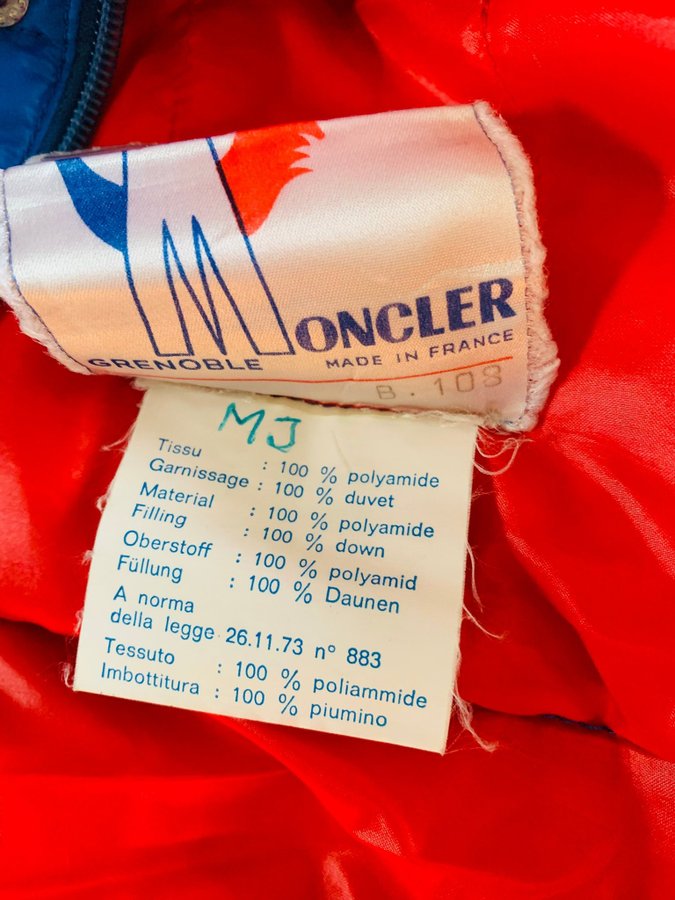 MONCLER
GRENOBLE MADE IN FRANCE
B.108
MJ
Tissu : 100 % polyamide
Garnissage : 100 % duvet
Material : 100 % polyamide
Filling : 100 % down
Oberstoff : 100 % polyamid
Füllung : 100 % Daunen
A norma
della legge 26.11.73 n° 883
Tessuto : 100 % poliammide
Imbottitura : 100 % piumino